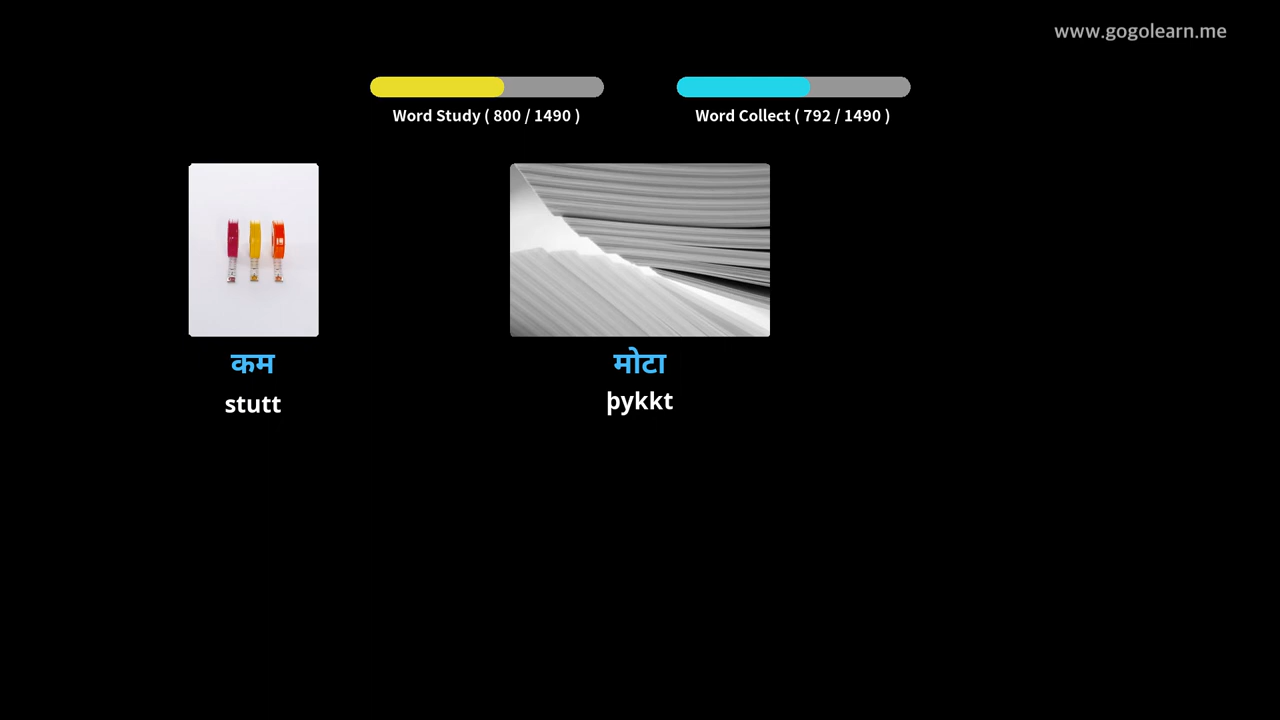 www.gogolearn.me
Word Study ( 800 / 1490 )
Word Collect ( 792 / 1490 )
कम
stutt
मोटा
þykkt